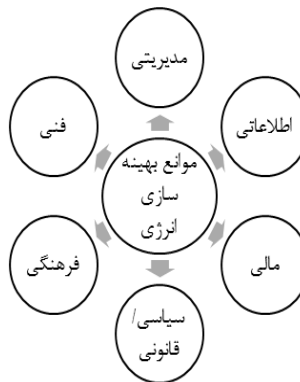 مدیریتی
اطلاعاتی
فنی
موانع بهینه
سازی
انرژی
مالی
فرهنگی
سیاسی/
قانونی